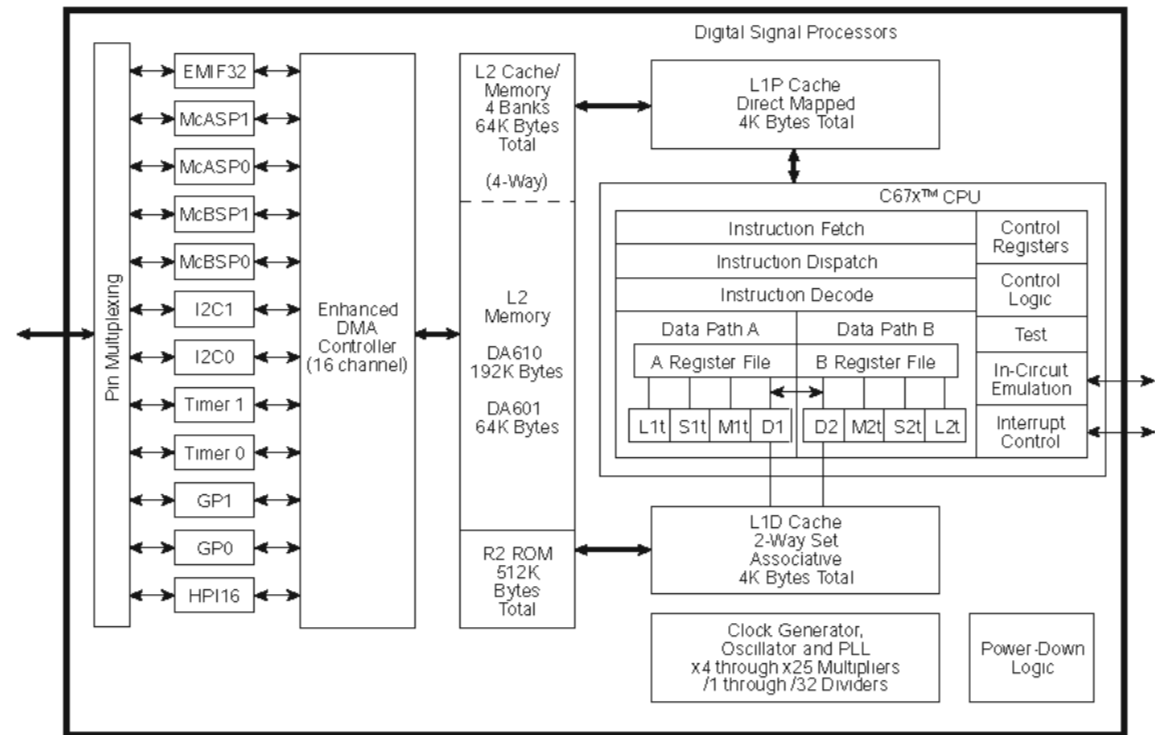 Digital Signal Processors
Pin Multiplexing
EMIF32
McASP1
McASP0
McBSP1
McBSP0
I2C1
I2C0
Timer 1
Timer 0
GP1
GP0
HPI16
Enhanced
DMA
Controller
(16 channel)
L2 Cache/
Memory
4 Banks
64K Bytes
Total
(4-Way)
L2
Memory
DA610
192K Bytes
DA601
64K Bytes
R2 ROM
512K
Bytes
Total
L1P Cache
Direct Mapped
4K Bytes Total
C67x™ CPU
Instruction Fetch
Instruction Dispatch
Instruction Decode
Data Path A
Data Path B
A Register File
B Register File
L1t S1t M1t D1
D2 M2t S2t L2t
Control
Registers
Control
Logic
Test
In-Circuit
Emulation
Interrupt
Control
L1D Cache
2-Way Set
Associative
4K Bytes Total
Clock Generator,
Oscillator and PLL
x4 through x25 Multipliers
/1 through /32 Dividers
Power-Down
Logic